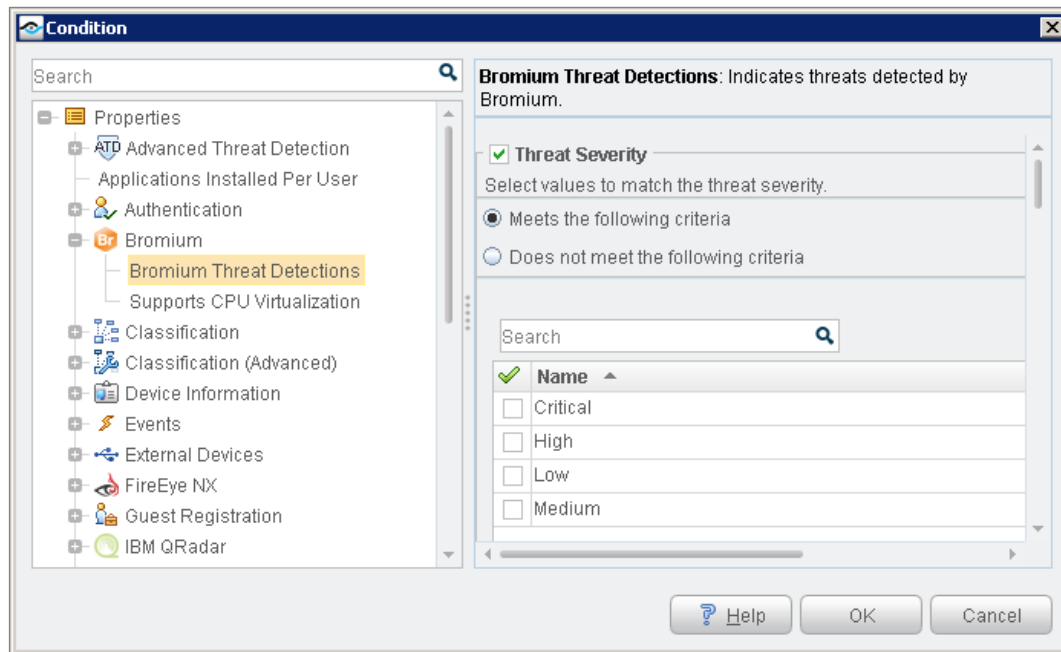 Condition
Search
Properties
ATD Advanced Threat Detection
Applications Installed Per User
Authentication
Br Bromium
Bromium Threat Detections
Supports CPU Virtualization
Classification
Classification (Advanced)
Device Information
Events
External Devices
FireEye NX
Guest Registration
IBM QRadar
Bromium Threat Detections: Indicates threats detected by
Bromium.
Threat Severity
Select values to match the threat severity.
Meets the following criteria
Does not meet the following criteria
Search
Name
Critical
High
Low
Medium
? Help
OK
Cancel